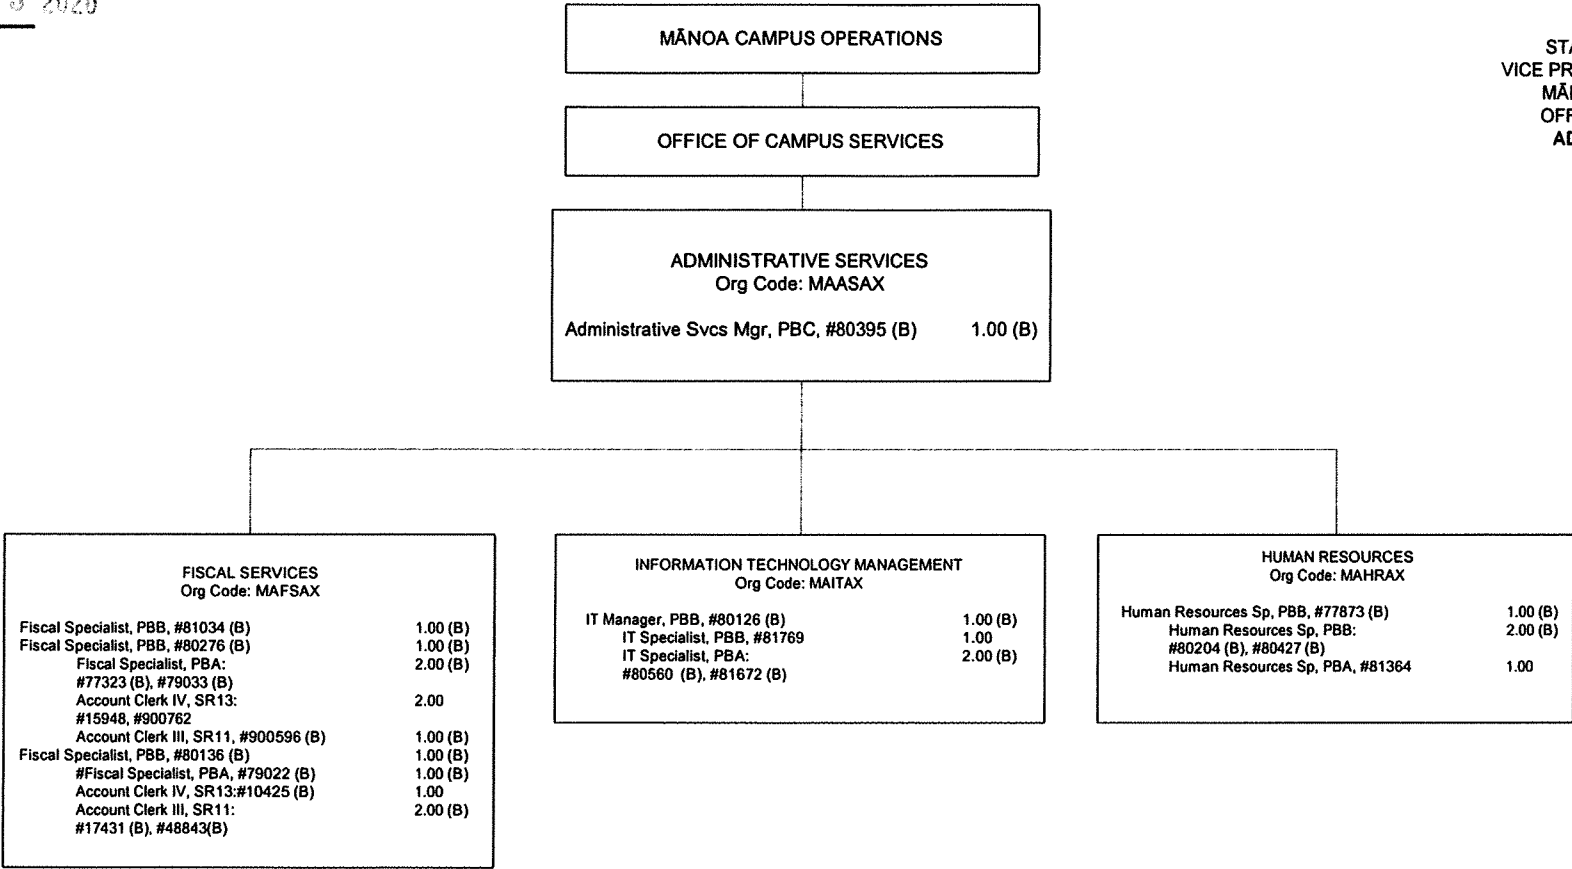 2020
MĀNOA CAMPUS OPERATIONS
OFFICE OF CAMPUS SERVICES
ADMINISTRATIVE SERVICES
Org Code: MAASAX
Administrative Svcs Mgr, PBC, #80395 (B) 1.00 (B)
FISCAL SERVICES
Org Code: MAFSAX
Fiscal Specialist, PBB, #81034 (B) 1.00 (B)
Fiscal Specialist, PBB, #80276 (B) 1.00 (B)
Fiscal Specialist, PBA: 2.00 (B)
#77323 (B), #79033 (B)
Account Clerk IV, SR13: 2.00
#15948, #900762
Account Clerk III, SR11, #900596 (B) 1.00 (B)
Fiscal Specialist, PBB, #80136 (B) 1.00 (B)
#Fiscal Specialist, PBA, #79022 (B) 1.00 (B)
Account Clerk IV, SR13:#10425 (B) 1.00
Account Clerk III, SR11: 2.00 (B)
#17431 (B), #48843(B)
INFORMATION TECHNOLOGY MANAGEMENT
Org Code: MAITAX
IT Manager, PBB, #80126 (B) 1.00 (B)
IT Specialist, PBB, #81769 1.00
IT Specialist, PBA: 2.00 (B)
#80560 (B), #81672 (B)
HUMAN RESOURCES
Org Code: MAHRAX
Human Resources Sp, PBB, #77873 (B) 1.00 (B)
Human Resources Sp, PBB: 2.00 (B)
#80204 (B), #80427 (B)
Human Resources Sp, PBA, #81364 1.00
STA
VICE PR
MĀ
OFF
AD